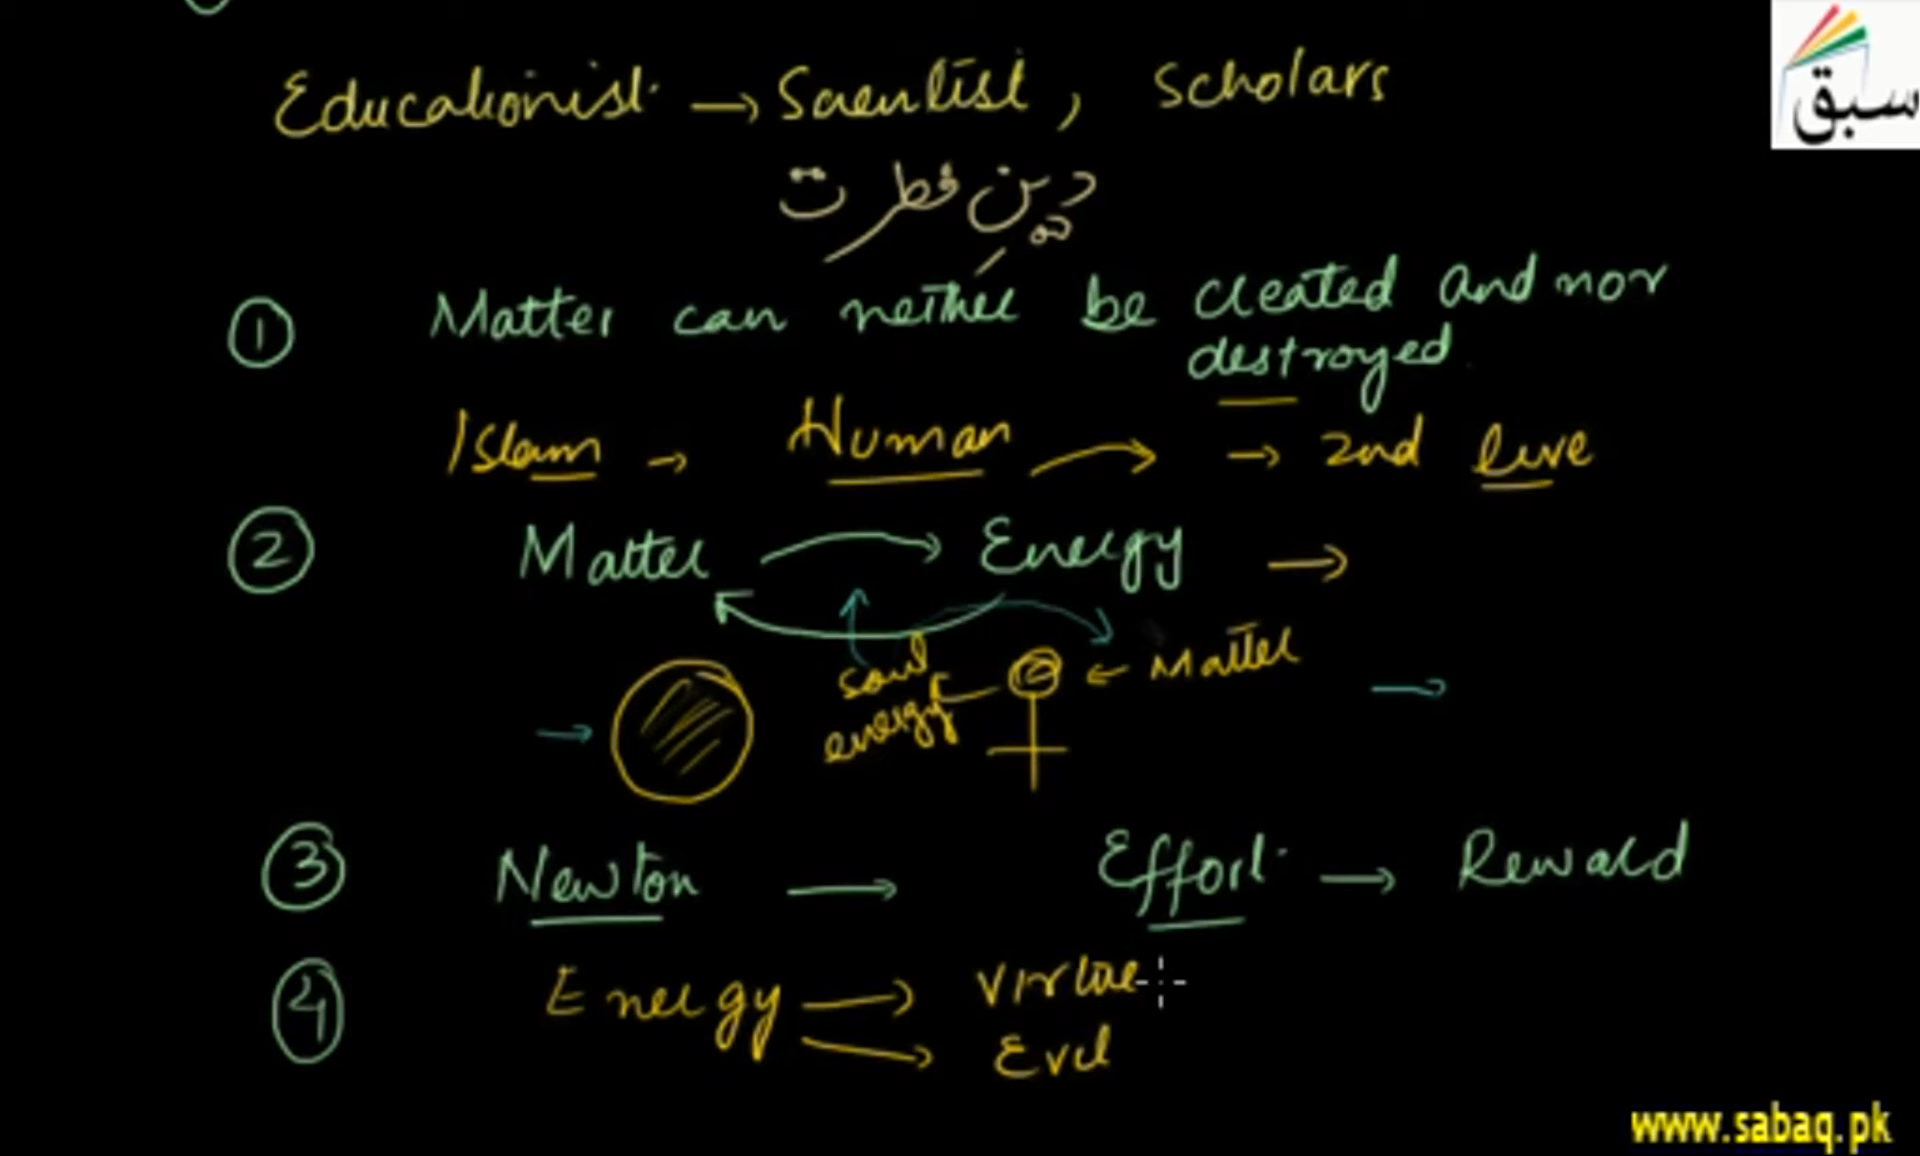 Educationist → Scientist, Scholars
سبق
دینِ فطرت
① Matter can neither be created and nor
destroyed
Islam → Human → → 2nd live
② Matter → Energy →
soul ← Matter
energy
③ Newton → Effort → Reward
④ Energy → Virtue
→ Evil
www.sabaq.pk